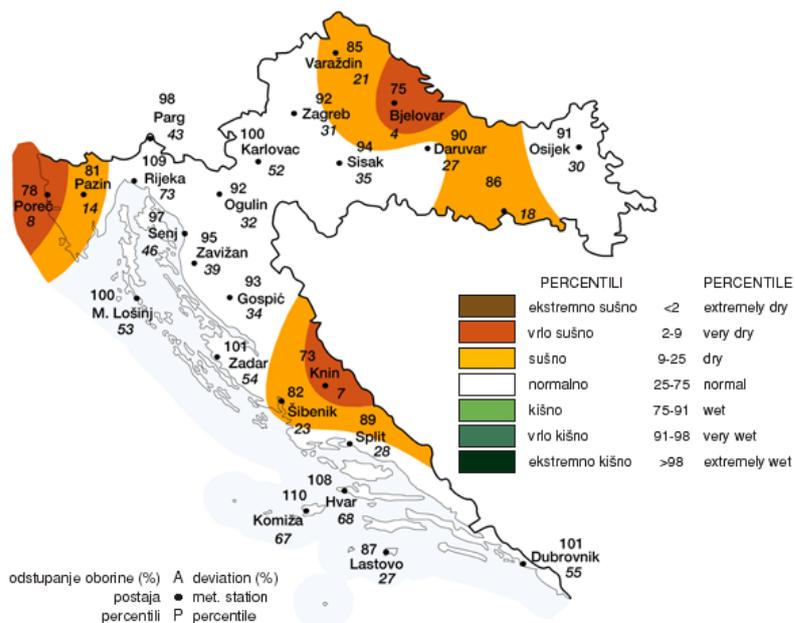 85
Varaždin
21
75
Bjelovar
4
98
Parg
43
92
Zagreb
31
100
Karlovac
52
94
Sisak
35
90
Daruvar
27
91
Osijek
30
86
18
109
Rijeka
73
81
Pazin
14
78
Poreč
8
92
Ogulin
32
97
Senj
46
95
Zavižan
39
93
Gospić
34
100
M. Lošinj
53
101
Zadar
54
73
Knin
7
82
Šibenik
23
89
Split
28
108
Hvar
68
110
Komiža
67
87
Lastovo
27
101
Dubrovnik
55
PERCENTILI PERCENTILE
ekstremno sušno <2 extremely dry
vrlo sušno 2-9 very dry
sušno 9-25 dry
normalno 25-75 normal
kišno 75-91 wet
vrlo kišno 91-98 very wet
ekstremno kišno >98 extremely wet
odstupanje oborine (%) A deviation (%)
postaja met. station
percentili P percentile